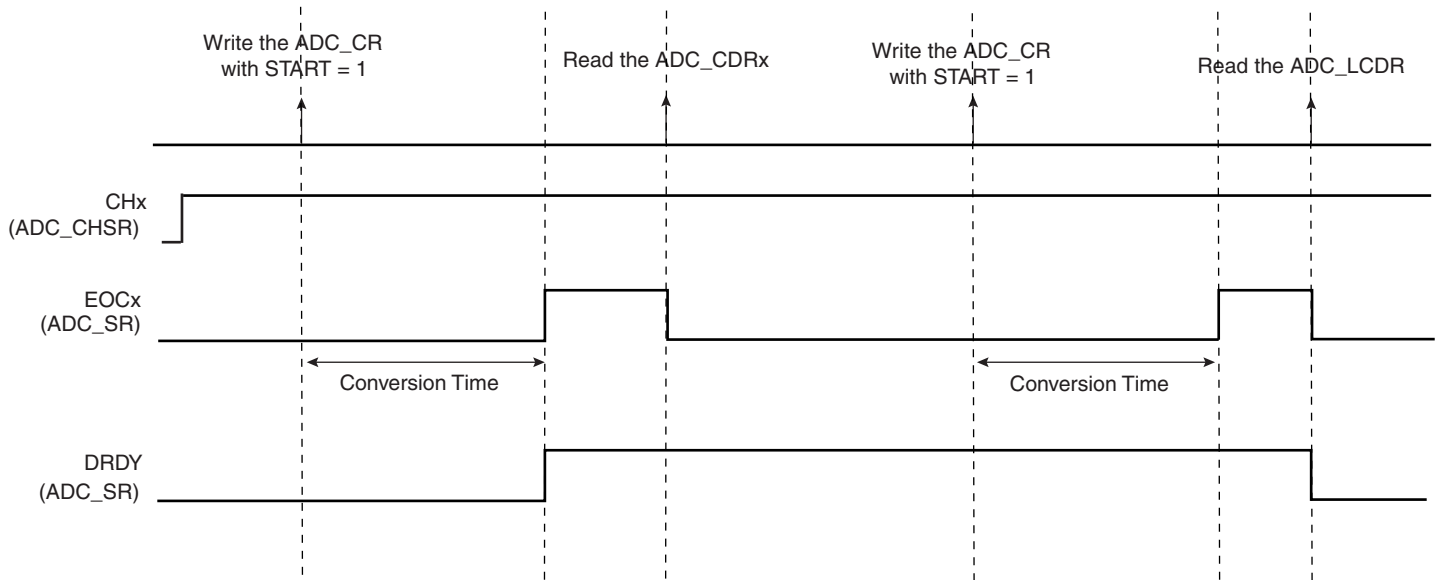 Write the ADC_CR
with START = 1
Read the ADC_CDRx
Write the ADC_CR
with START = 1
Read the ADC_LCDR
CHx
(ADC_CHSR)
EOCx
(ADC_SR)
Conversion Time
Conversion Time
DRDY
(ADC_SR)